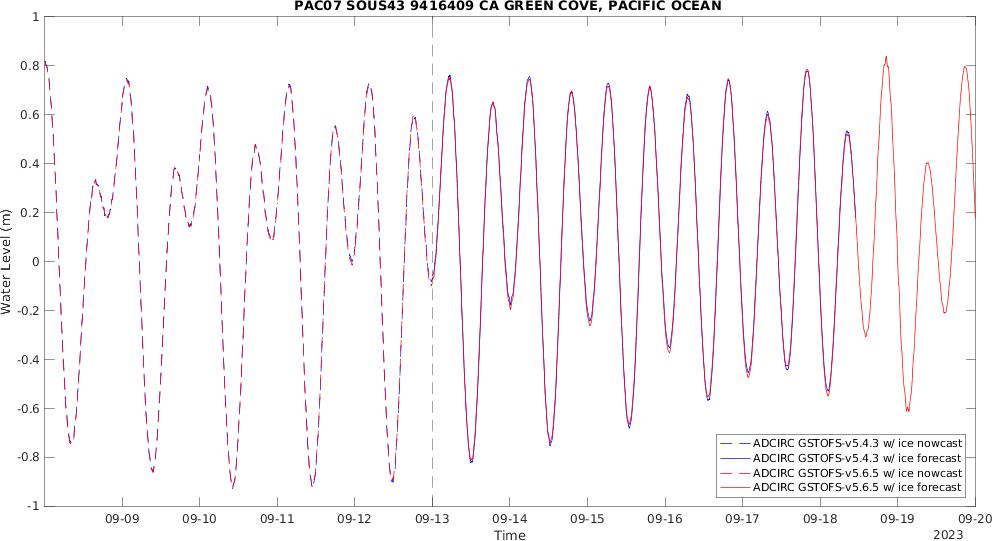 PAC07 SOUS43 9416409 CA GREEN COVE, PACIFIC OCEAN
1
0.8
0.6
0.4
0.2
0
-0.2
-0.4
-0.6
-0.8
-1
Water Level (m)
ADCIRC GSTOFS-v5.4.3 w/ ice nowcast
ADCIRC GSTOFS-v5.4.3 w/ ice forecast
ADCIRC GSTOFS-v5.6.5 w/ ice nowcast
ADCIRC GSTOFS-v5.6.5 w/ ice forecast
09-09 09-10 09-11 09-12 09-13 09-14 09-15 09-16 09-17 09-18 09-19 09-20
Time
2023